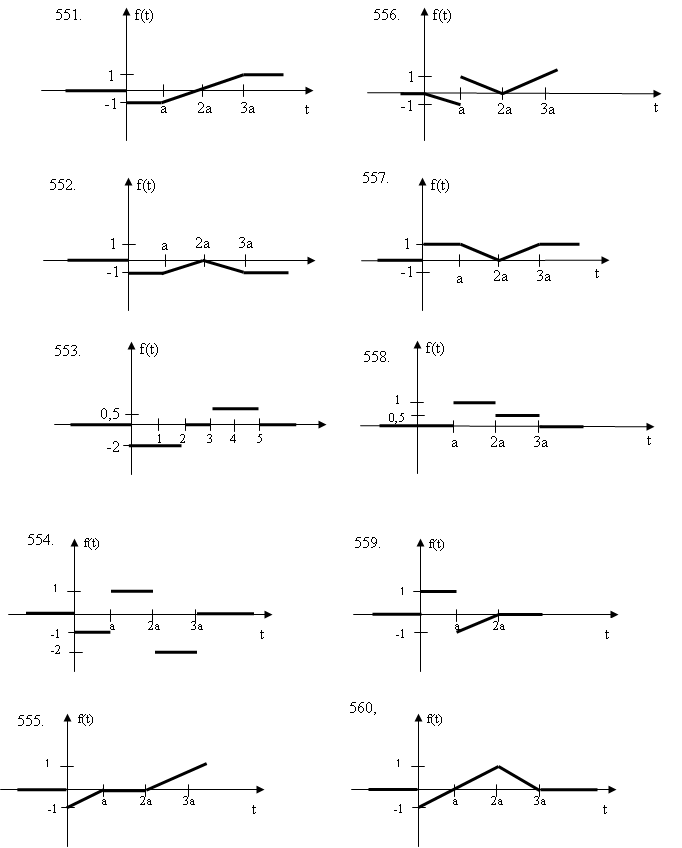 551. f(t)
1
-1 a 2a 3a t
556. f(t)
1
-1 a 2a 3a t
552. f(t)
1 a 2a 3a
-1
557. f(t)
1
-1 a 2a 3a t
553. f(t)
0,5
1 2 3 4 5
-2
558. f(t)
1
0,5
a 2a 3a t
554. f(t)
1
-1 a 2a 3a t
-2
559. f(t)
1
-1 a 2a t
555. f(t)
1
-1 a 2a 3a t
560, f(t)
1
-1 a 2a 3a t